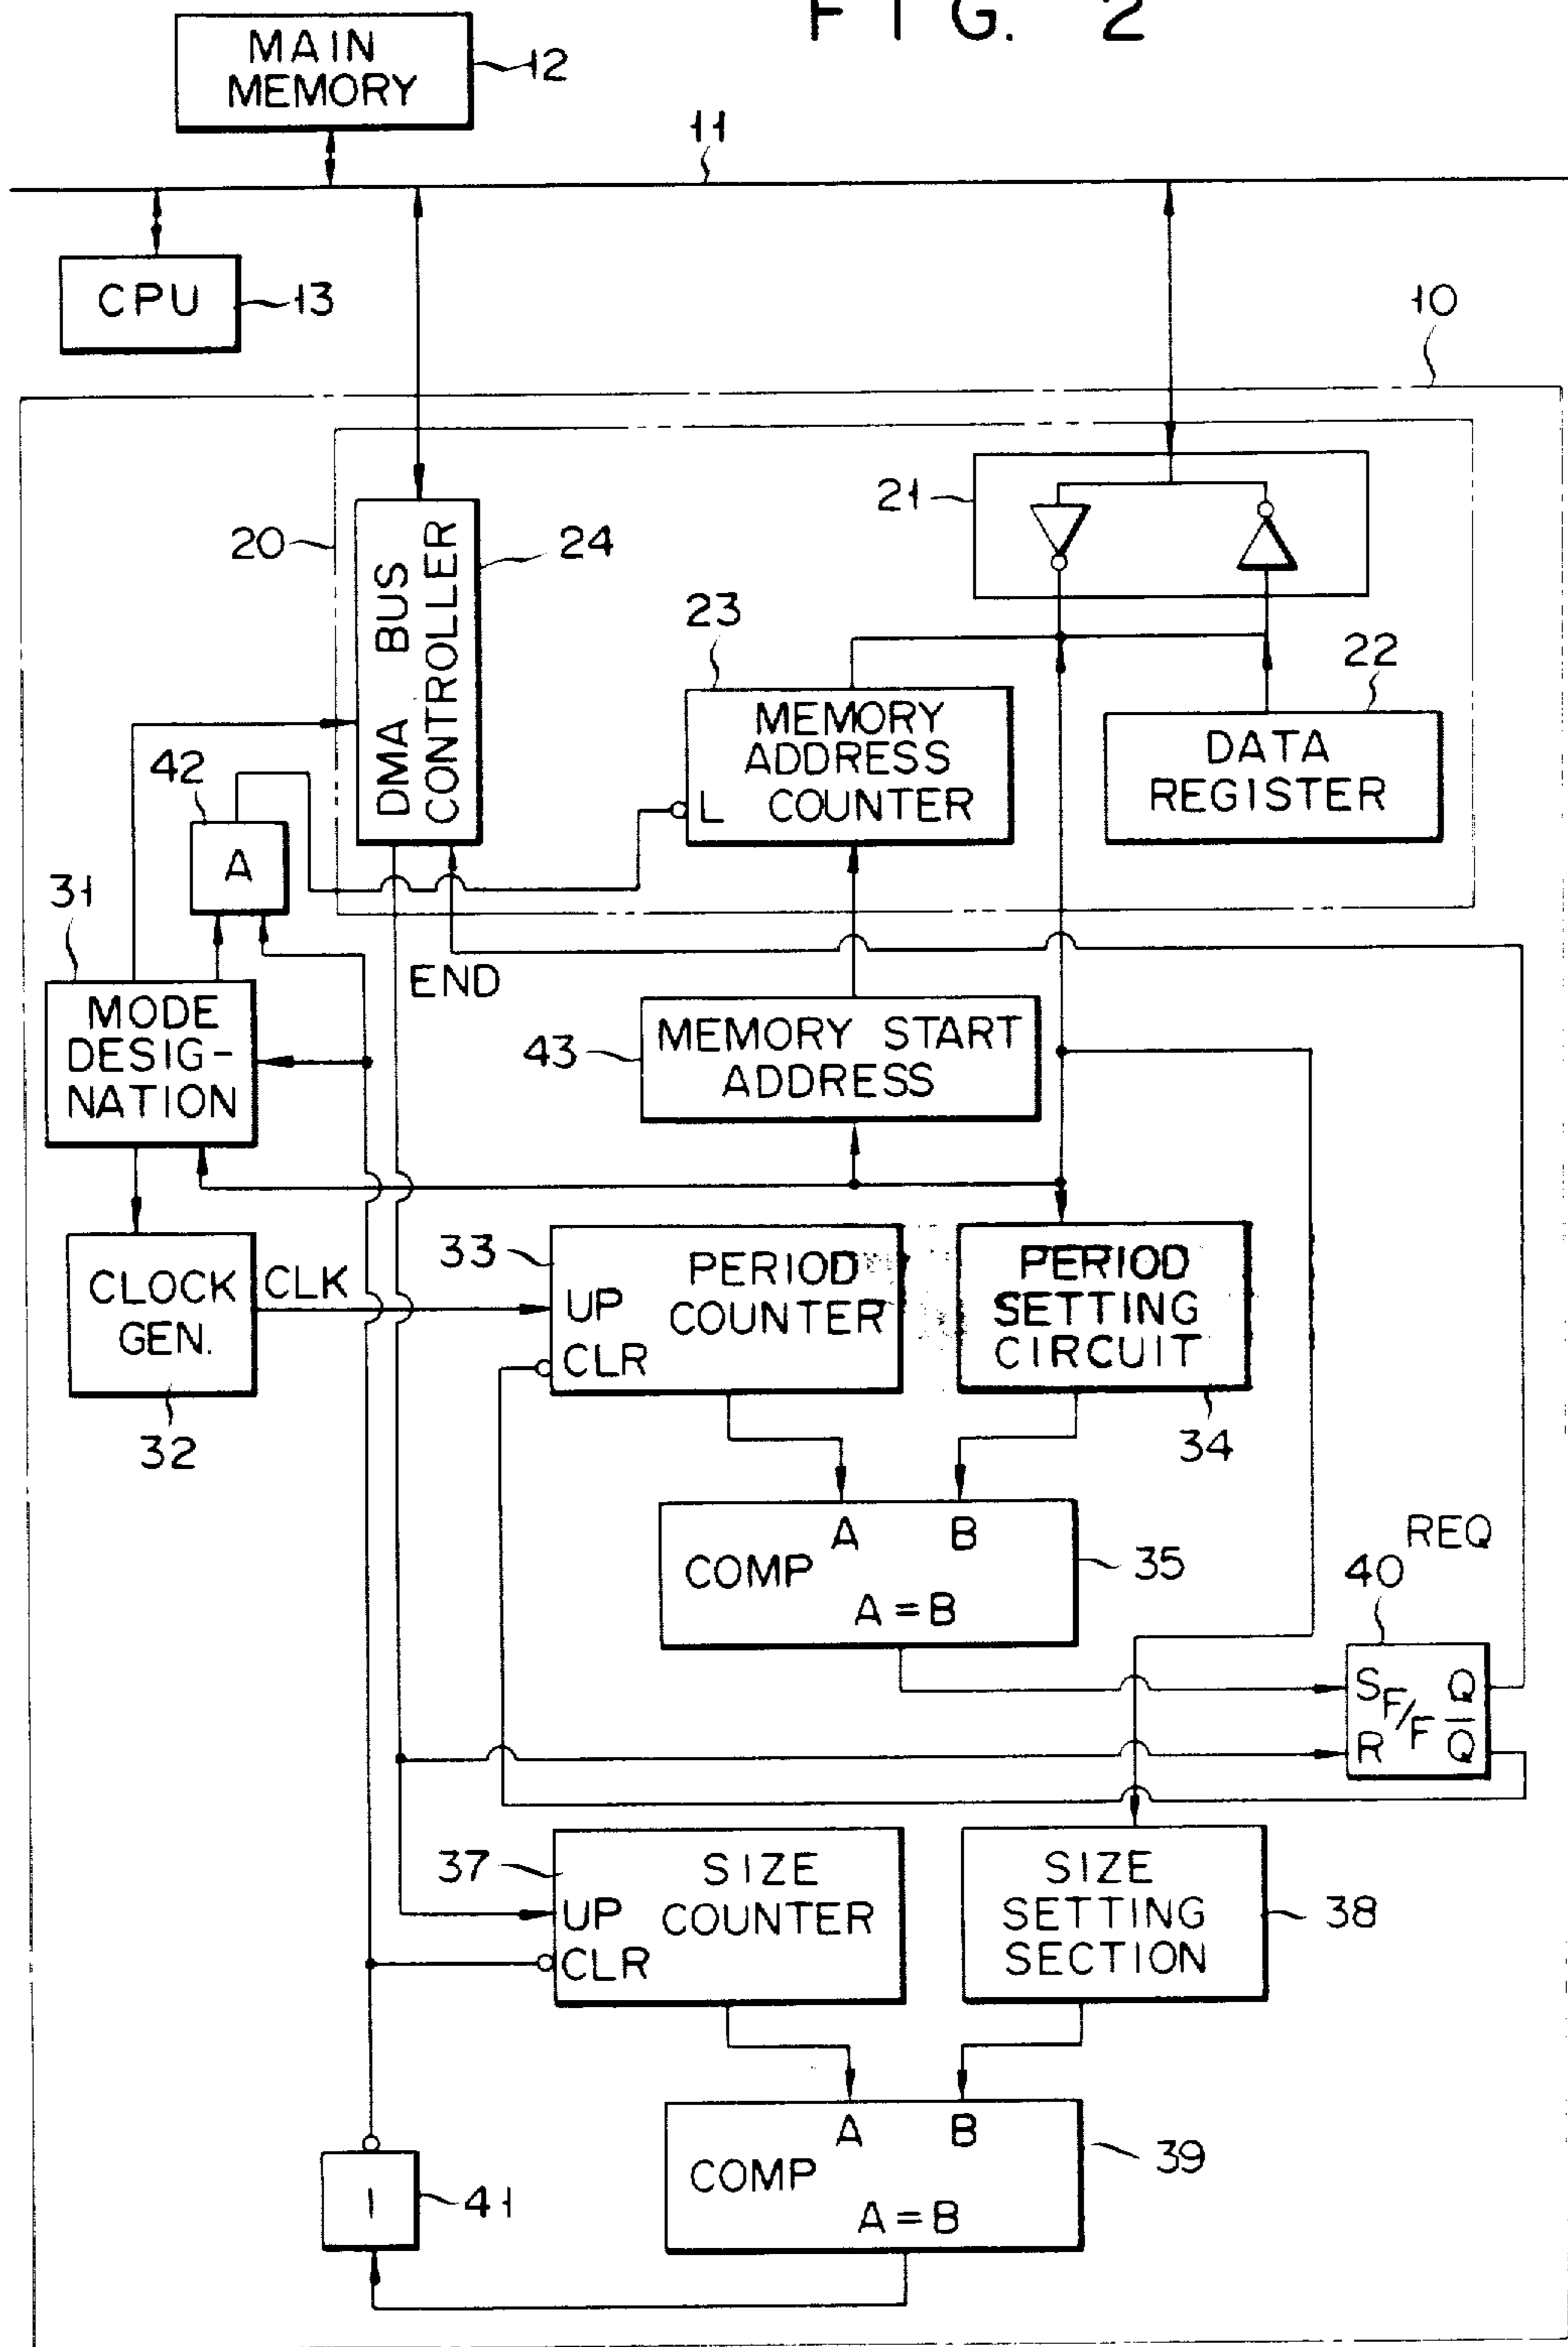 FIG. 2
MAIN
MEMORY
12
11
CPU
13
10
20
DMA BUS
CONTROLLER
24
21
23
MEMORY
ADDRESS
COUNTER
L
22
DATA
REGISTER
42
A
31
MODE
DESIG-
NATION
END
43
MEMORY START
ADDRESS
CLOCK
GEN.
32
CLK
33
PERIOD
COUNTER
UP
CLR
PERIOD
SETTING
CIRCUIT
34
A B
COMP
A = B
35
REQ
40
S Q
F/F
R Q̅
37
SIZE
COUNTER
UP
CLR
SIZE
SETTING
SECTION
38
A B
COMP
A = B
39
I
41